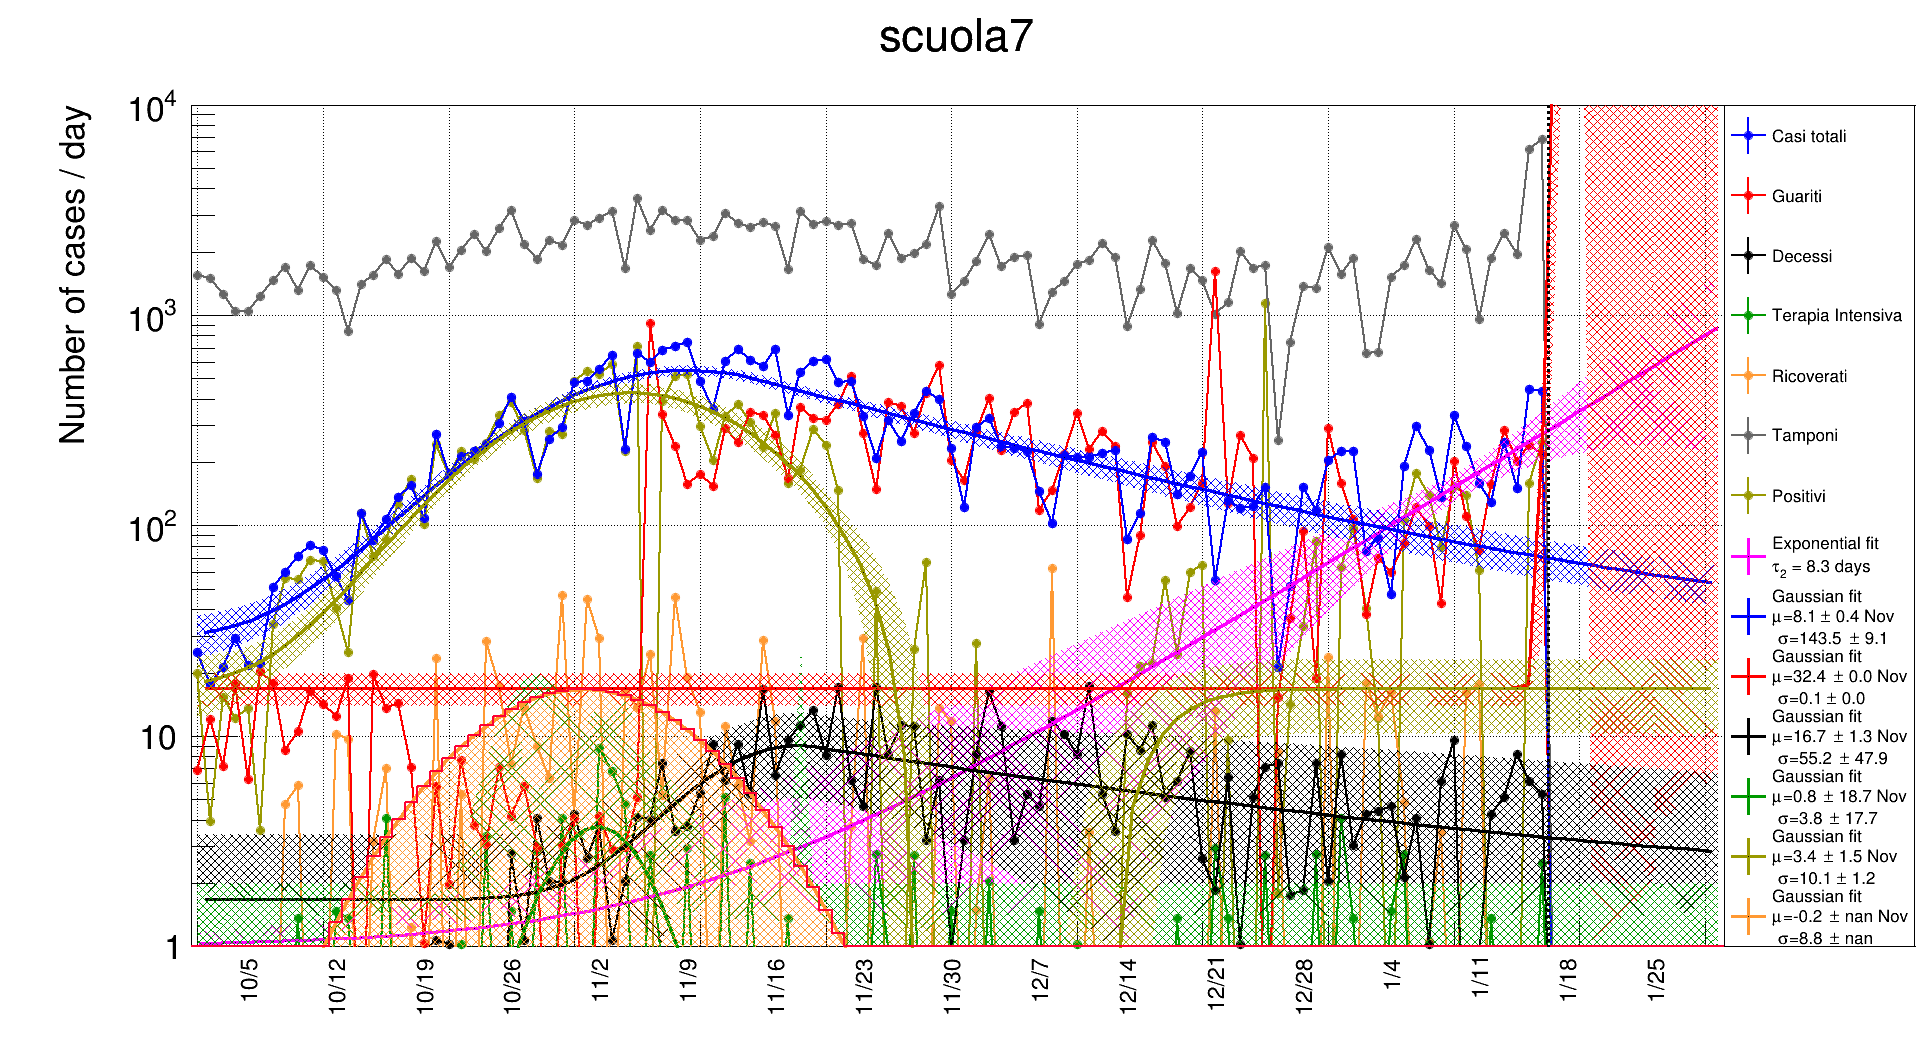 scuola7
Number of cases / day
10^4
10^3
10^2
10
1
10/5
10/12
10/19
10/26
11/2
11/9
11/16
11/23
11/30
12/7
12/14
12/21
12/28
1/4
1/11
1/18
1/25
Casi totali
Guariti
Decessi
Terapia Intensiva
Ricoverati
Tamponi
Positivi
Exponential fit
τ₂ = 8.3 days
Gaussian fit
μ=8.1 ± 0.4 Nov
σ=143.5 ± 9.1
Gaussian fit
μ=32.4 ± 0.0 Nov
σ=0.1 ± 0.0
Gaussian fit
μ=16.7 ± 1.3 Nov
σ=55.2 ± 47.9
Gaussian fit
μ=0.8 ± 18.7 Nov
σ=3.8 ± 17.7
Gaussian fit
μ=3.4 ± 1.5 Nov
σ=10.1 ± 1.2
Gaussian fit
μ=-0.2 ± nan Nov
σ=8.8 ± nan